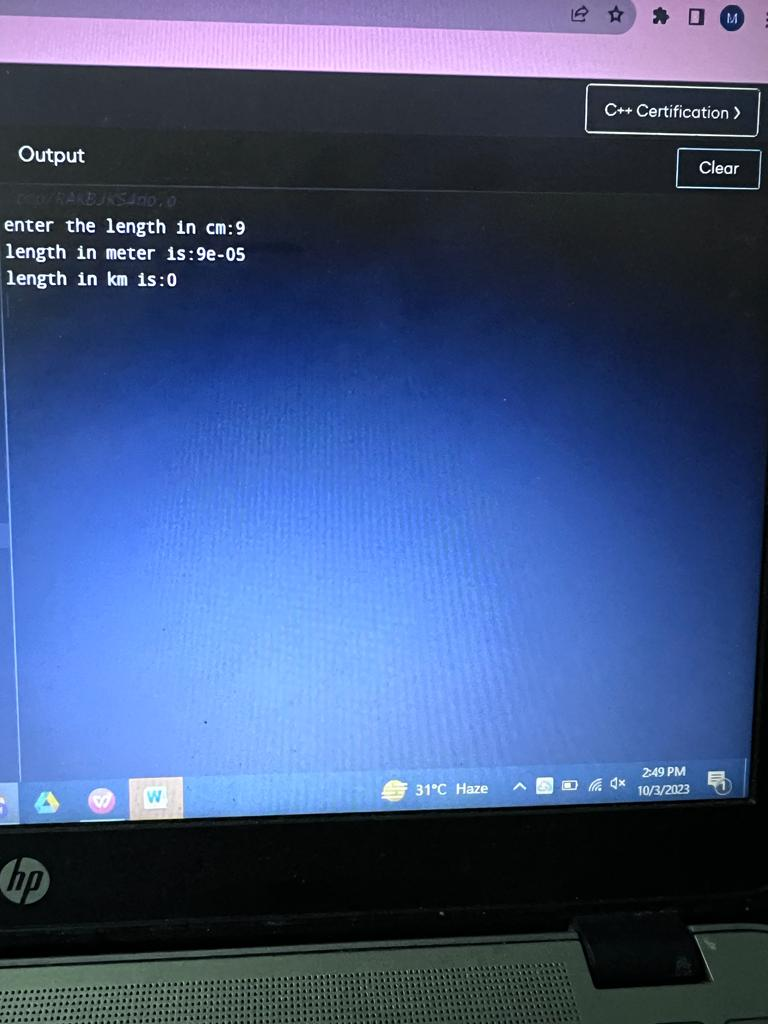 M
C++ Certification >
Output
Clear
enter the length in cm:9
length in meter is:9e-05
length in km is:0
W
31°C Haze
2:49 PM
10/3/2023
1
hp